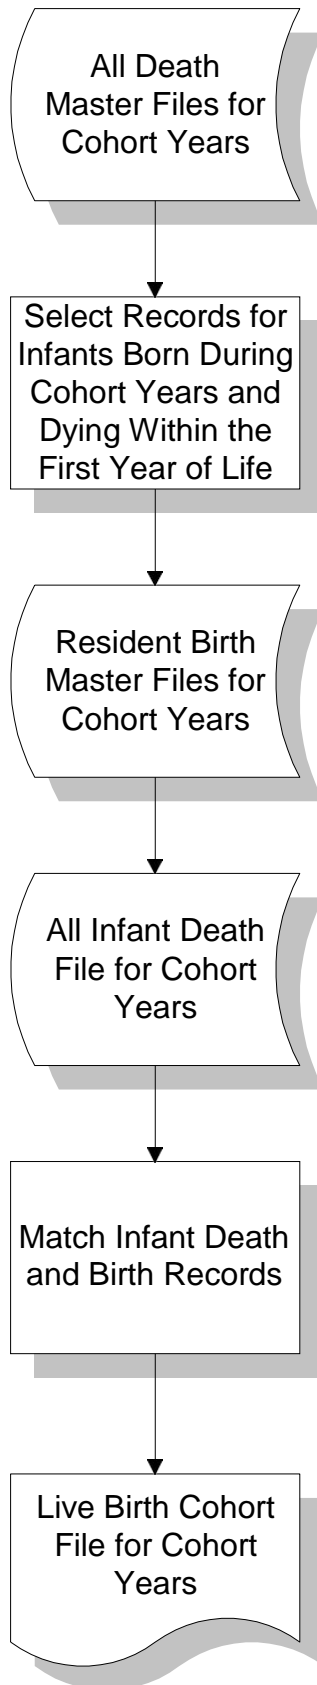 All Death
Master Files for
Cohort Years
Select Records for
Infants Born During
Cohort Years and
Dying Within the
First Year of Life
Resident Birth
Master Files for
Cohort Years
All Infant Death
File for Cohort
Years
Match Infant Death
and Birth Records
Live Birth Cohort
File for Cohort
Years